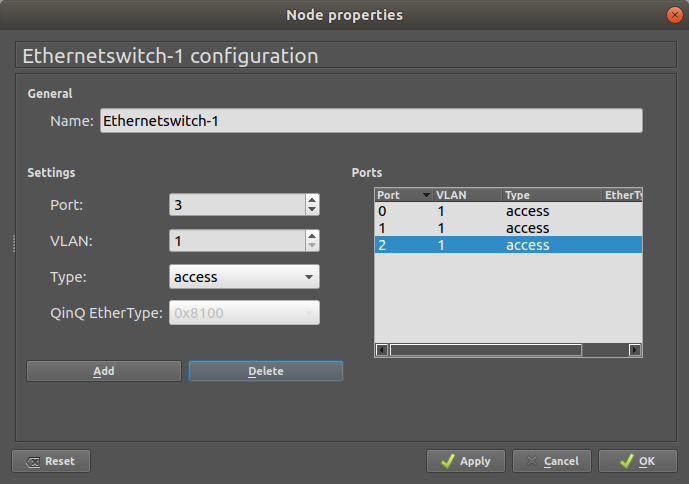 Node properties
Ethernetswitch-1 configuration
General
Name: Ethernetswitch-1
Settings
Port: 3
VLAN: 1
Type: access
QinQ EtherType: 0x8100
Add Delete
Ports
Port VLAN Type EtherTy
0 1 access
1 1 access
2 1 access
Reset Apply Cancel OK